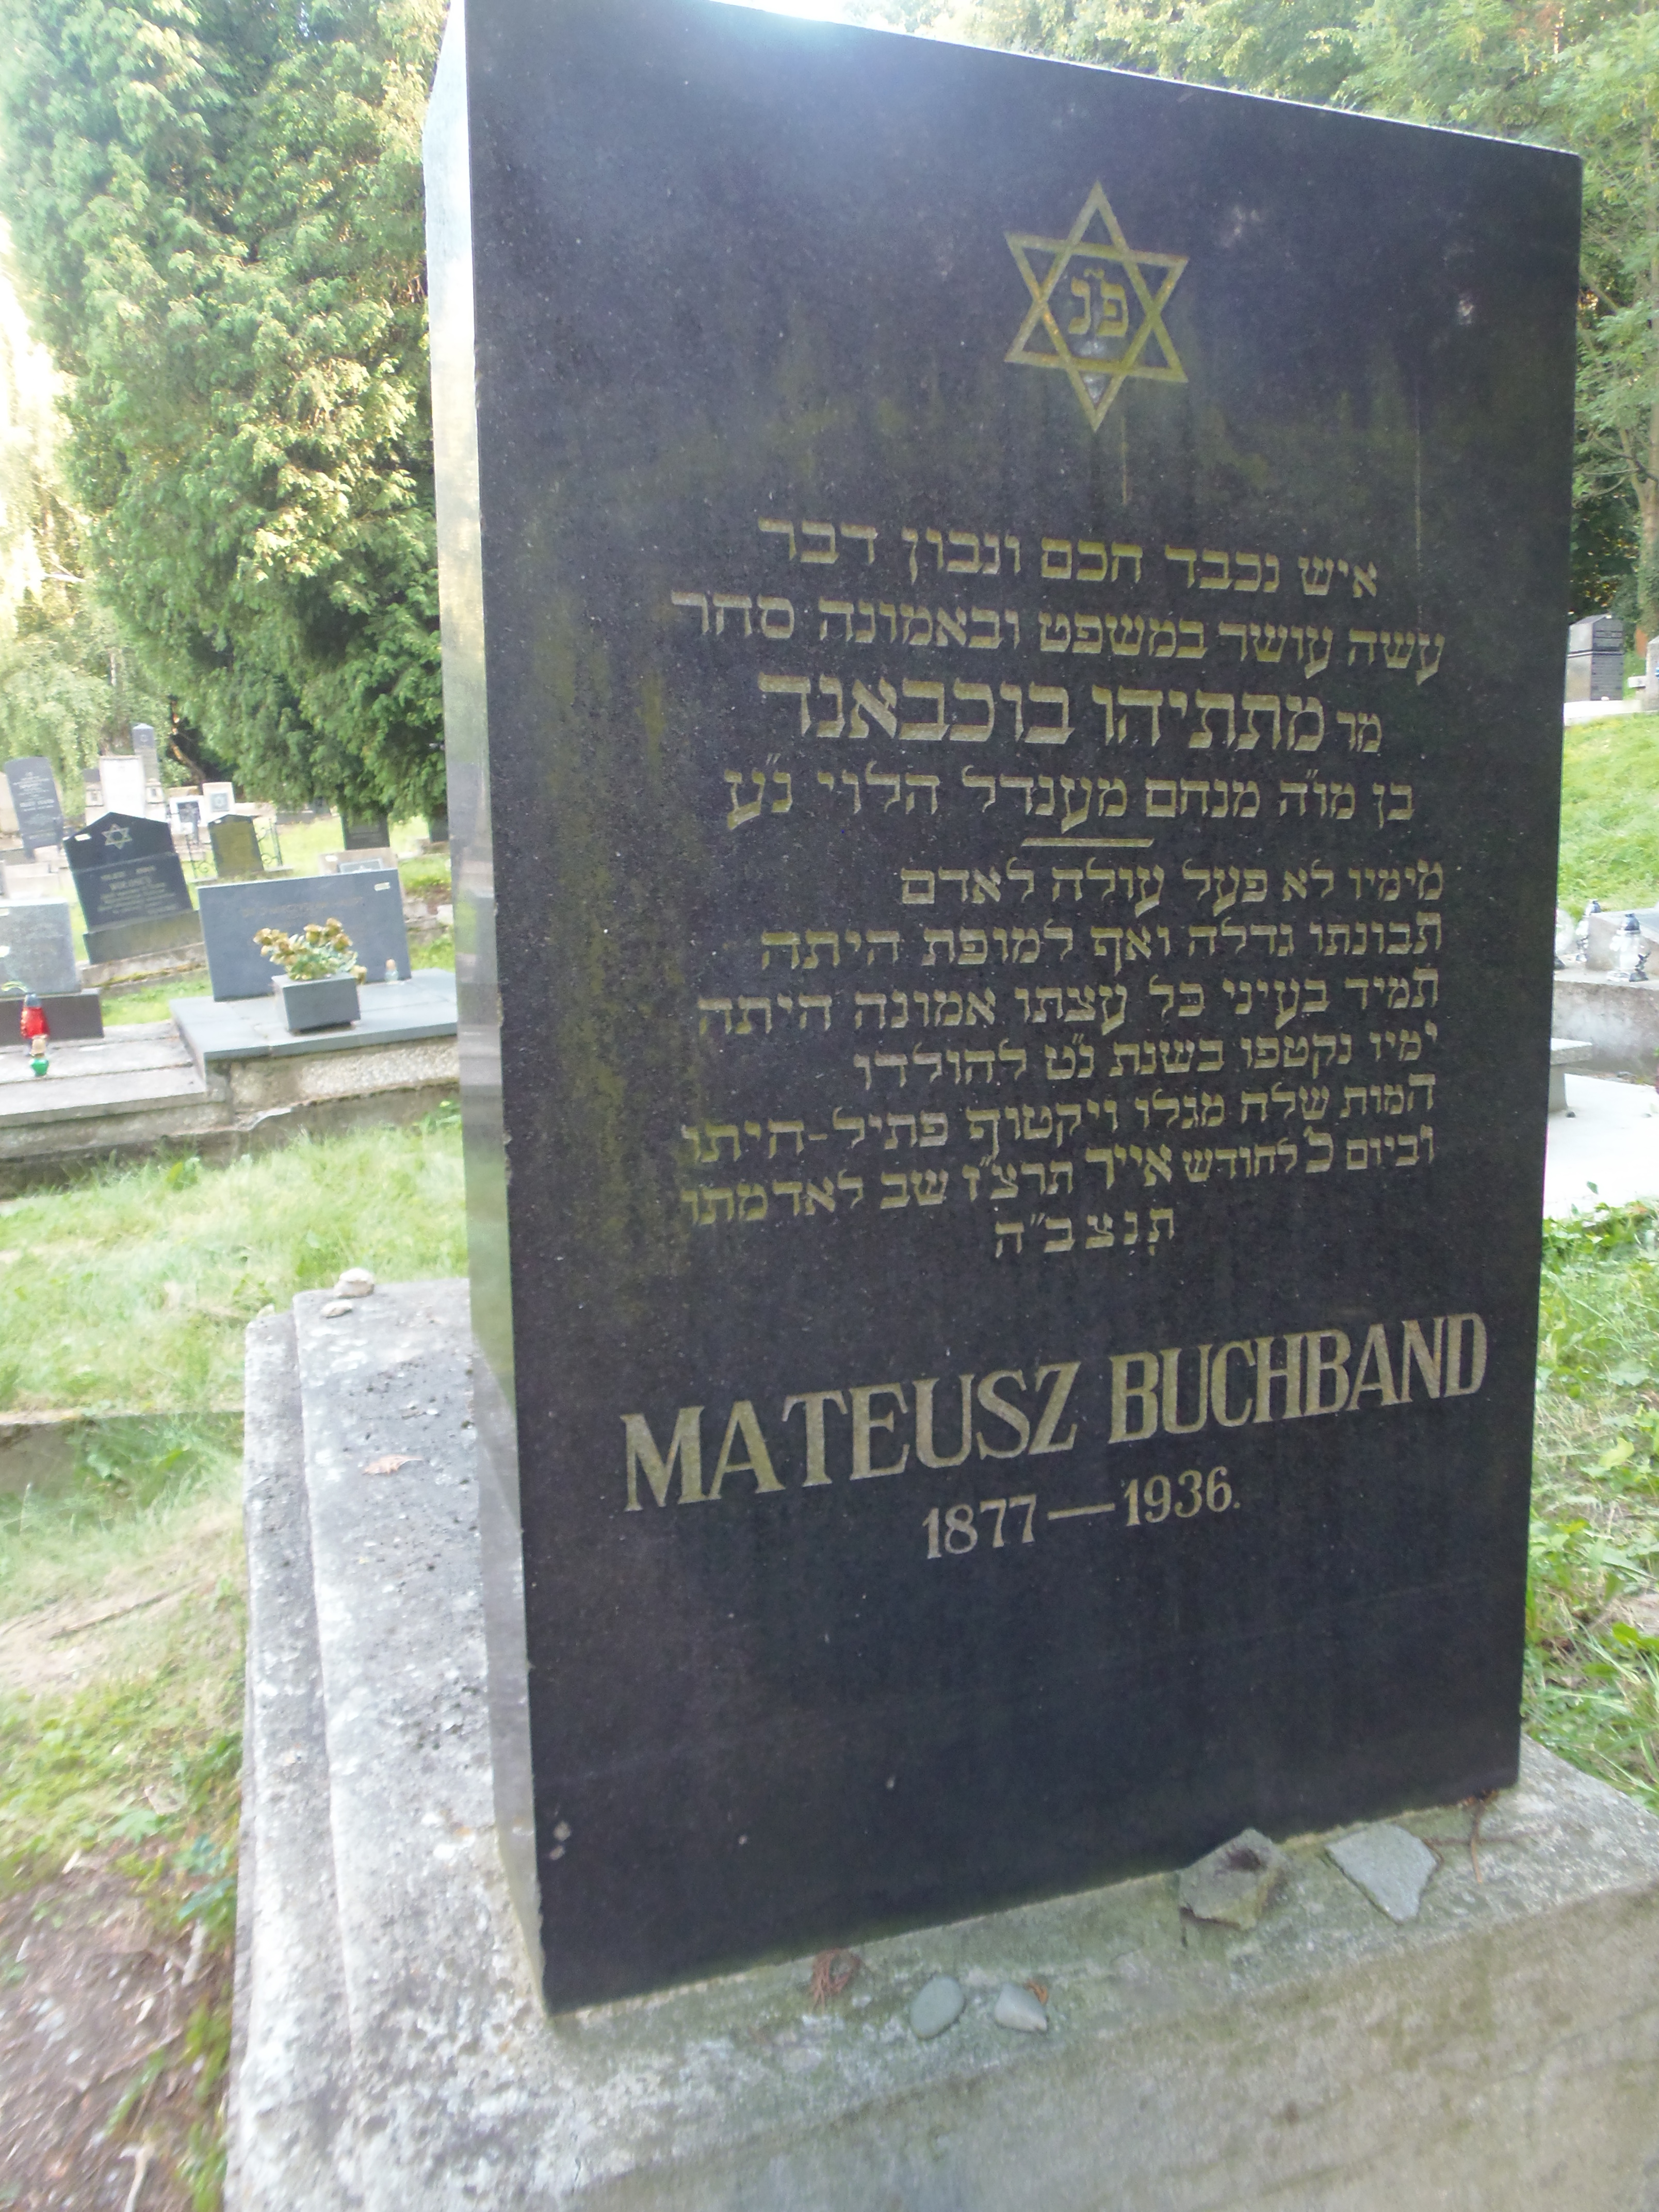 פ״נ
איש נכבד חכם ונבון דבר
עשה עושר במשפט ובאמונה סחר
מר מתתיהו בוכבאנד
בן מו״ה מנחם מענדל הלוי נ״ע
מימיו לא פעל עולה לאדם
תבונתו גדלה ואף למופת היתה
תמיד בעיני כל עצתו אמונה היתה
ימיו נקטפו בשנת נ״ט להולדו
המות שלח מגלו ויקטוף פתיל-חיתו
וביום ל׳ לחודש אייר תרצ״ו שב לאדמתו
ת נ צ ב״ה
MATEUSZ BUCHBAND
1877—1936.